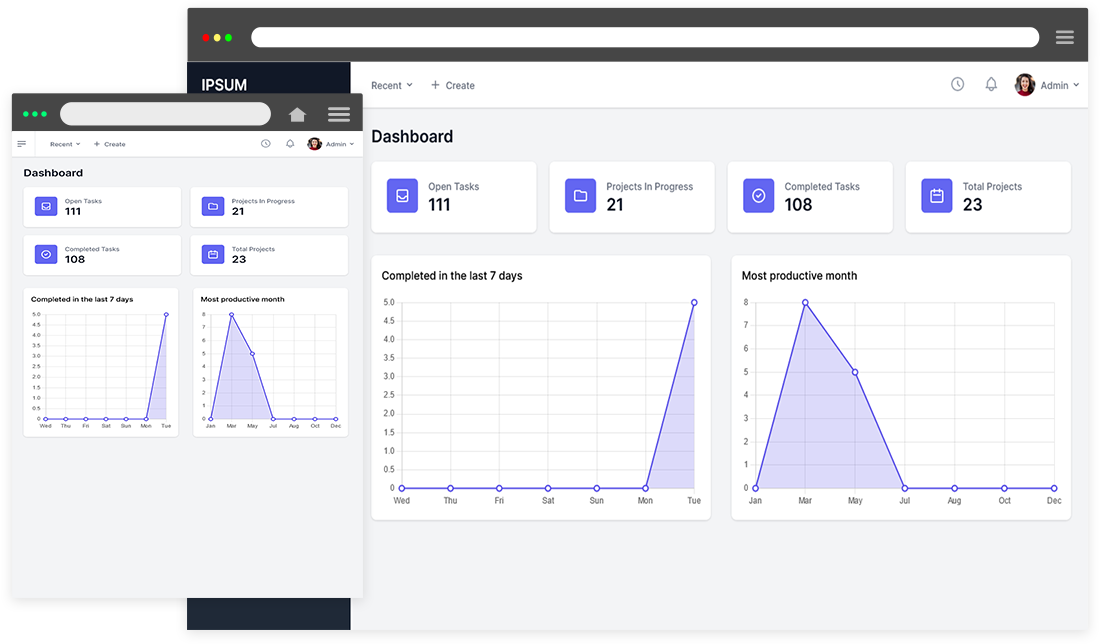 IPSUM
Recent
+ Create
Admin
Dashboard
Open Tasks
111
Projects In Progress
21
Completed Tasks
108
Total Projects
23
Completed in the last 7 days
5.0
4.5
4.0
3.5
3.0
2.5
2.0
1.5
1.0
0.5
0
Wed Thu Fri Sat Sun Mon Tue
Most productive month
8
7
6
5
4
3
2
1
0
Jan Mar May Jul Aug Oct Dec
Recent
+ Create
Admin
Dashboard
Open Tasks
111
Projects In Progress
21
Completed Tasks
108
Total Projects
23
Completed in the last 7 days
5.0
4.5
4.0
3.5
3.0
2.5
2.0
1.5
1.0
0.5
0
Wed Thu Fri Sat Sun Mon Tue
Most productive month
8
7
6
5
4
3
2
1
0
Jan Mar May Jul Aug Oct Dec